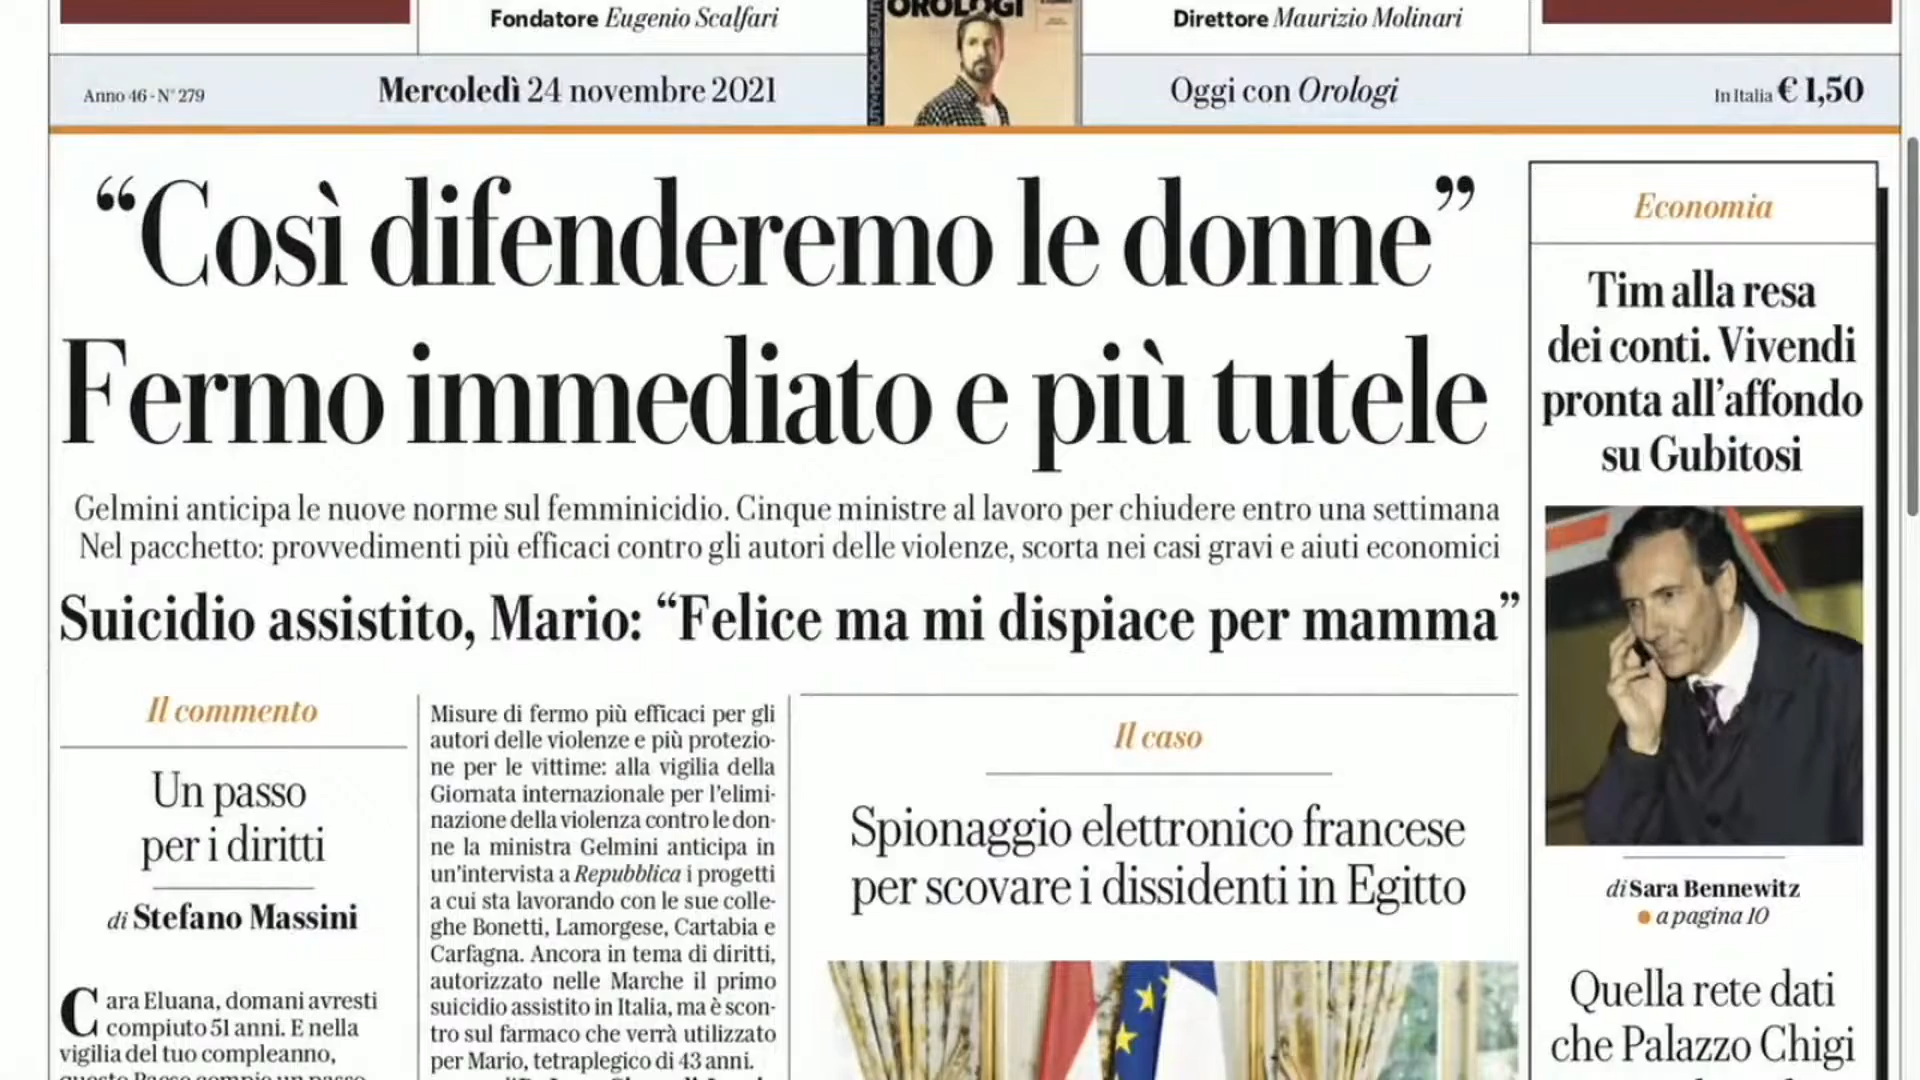 OROLOGI
Fondatore Eugenio Scalfari
Direttore Maurizio Molinari
Anno 46 - N° 279
Mercoledì 24 novembre 2021
Oggi con Orologi
In Italia € 1,50
“Così difenderemo le donne”
Fermo immediato e più tutele
Gelmini anticipa le nuove norme sul femminicidio. Cinque ministre al lavoro per chiudere entro una settimana
Nel pacchetto: provvedimenti più efficaci contro gli autori delle violenze, scorta nei casi gravi e aiuti economici
Suicidio assistito, Mario: “Felice ma mi dispiace per mamma”
Il commento
Un passo
per i diritti
di Stefano Massini
Cara Eluana, domani avresti
compiuto 51 anni. E nella
vigilia del tuo compleanno,
questo Paese compie un passo
Misure di fermo più efficaci per gli
autori delle violenze e più protezio-
ne per le vittime: alla vigilia della
Giornata internazionale per l'elimi-
nazione della violenza contro le don-
ne la ministra Gelmini anticipa in
un'intervista a Repubblica i progetti
a cui sta lavorando con le sue colle-
ghe Bonetti, Lamorgese, Cartabia e
Carfagna. Ancora in tema di diritti,
autorizzato nelle Marche il primo
suicidio assistito in Italia, ma è scon-
tro sul farmaco che verrà utilizzato
per Mario, tetraplegico di 43 anni.
Il caso
Spionaggio elettronico francese
per scovare i dissidenti in Egitto
Economia
Tim alla resa
dei conti. Vivendi
pronta all’affondo
su Gubitosi
di Sara Bennewitz
● a pagina 10
Quella rete dati
che Palazzo Chigi